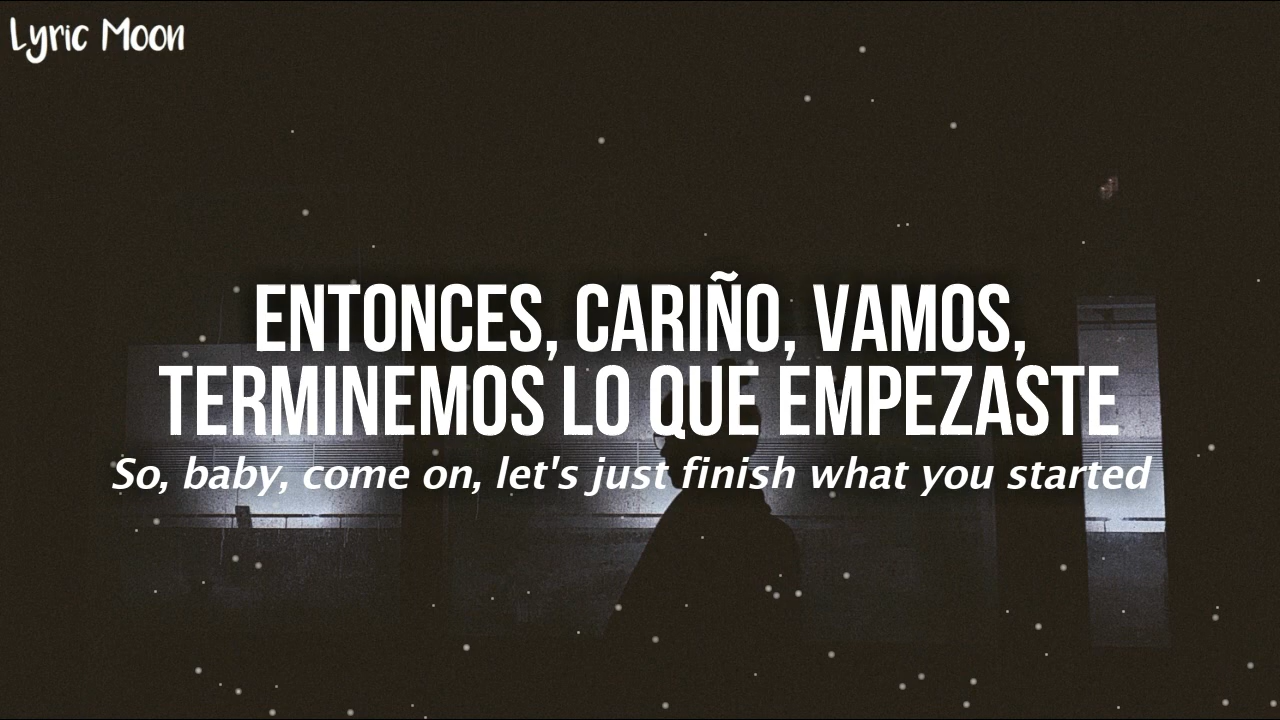 Lyric Moon
ENTONCES, CARIÑO, VAMOS,
TERMINEMOS LO QUE EMPEZASTE
So, baby, come on, let's just finish what you started